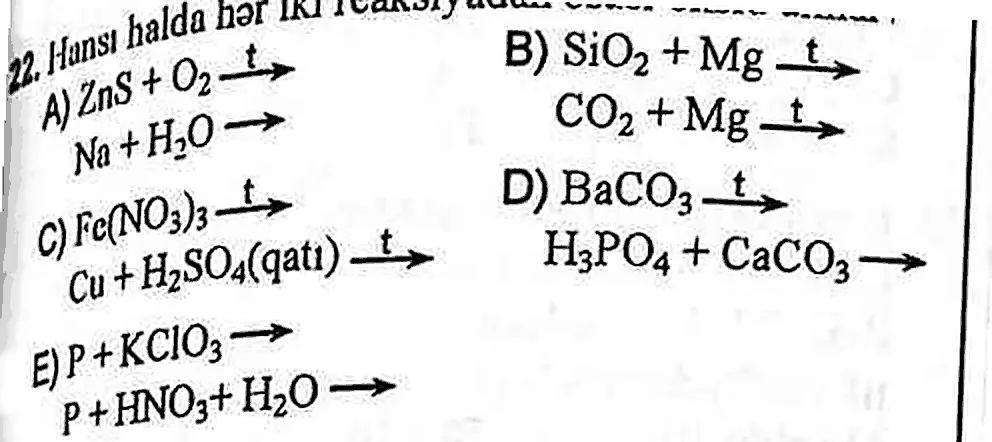 22. Hansı halda hər iki
A) ZnS + O₂ —t→
Na + H₂O →
B) SiO₂ + Mg —t→
CO₂ + Mg —t→
C) Fe(NO₃)₃ —t→
Cu + H₂SO₄(qatı) —t→
D) BaCO₃ —t→
H₃PO₄ + CaCO₃ →
E) P + KClO₃ →
P + HNO₃ + H₂O →